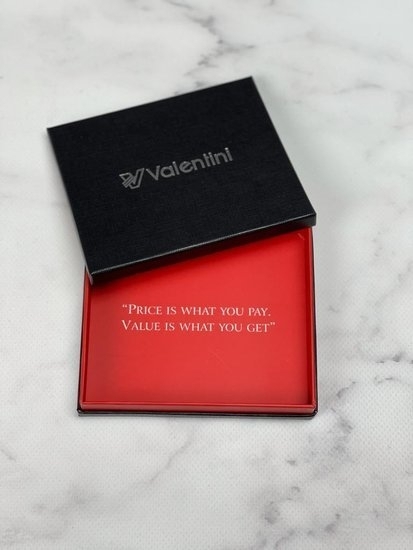 Valentini
“Price is what you pay.
Value is what you get”